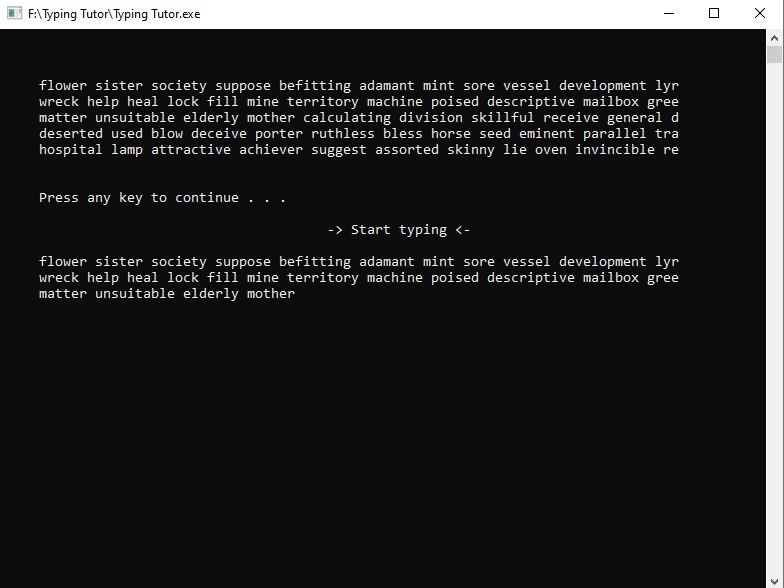 F:\Typing Tutor\Typing Tutor.exe
flower sister society suppose befitting adamant mint sore vessel development lyr
wreck help heal lock fill mine territory machine poised descriptive mailbox gree
matter unsuitable elderly mother calculating division skillful receive general d
deserted used blow deceive porter ruthless bless horse seed eminent parallel tra
hospital lamp attractive achiever suggest assorted skinny lie oven invincible re
Press any key to continue . . .
-> Start typing <-
flower sister society suppose befitting adamant mint sore vessel development lyr
wreck help heal lock fill mine territory machine poised descriptive mailbox gree
matter unsuitable elderly mother